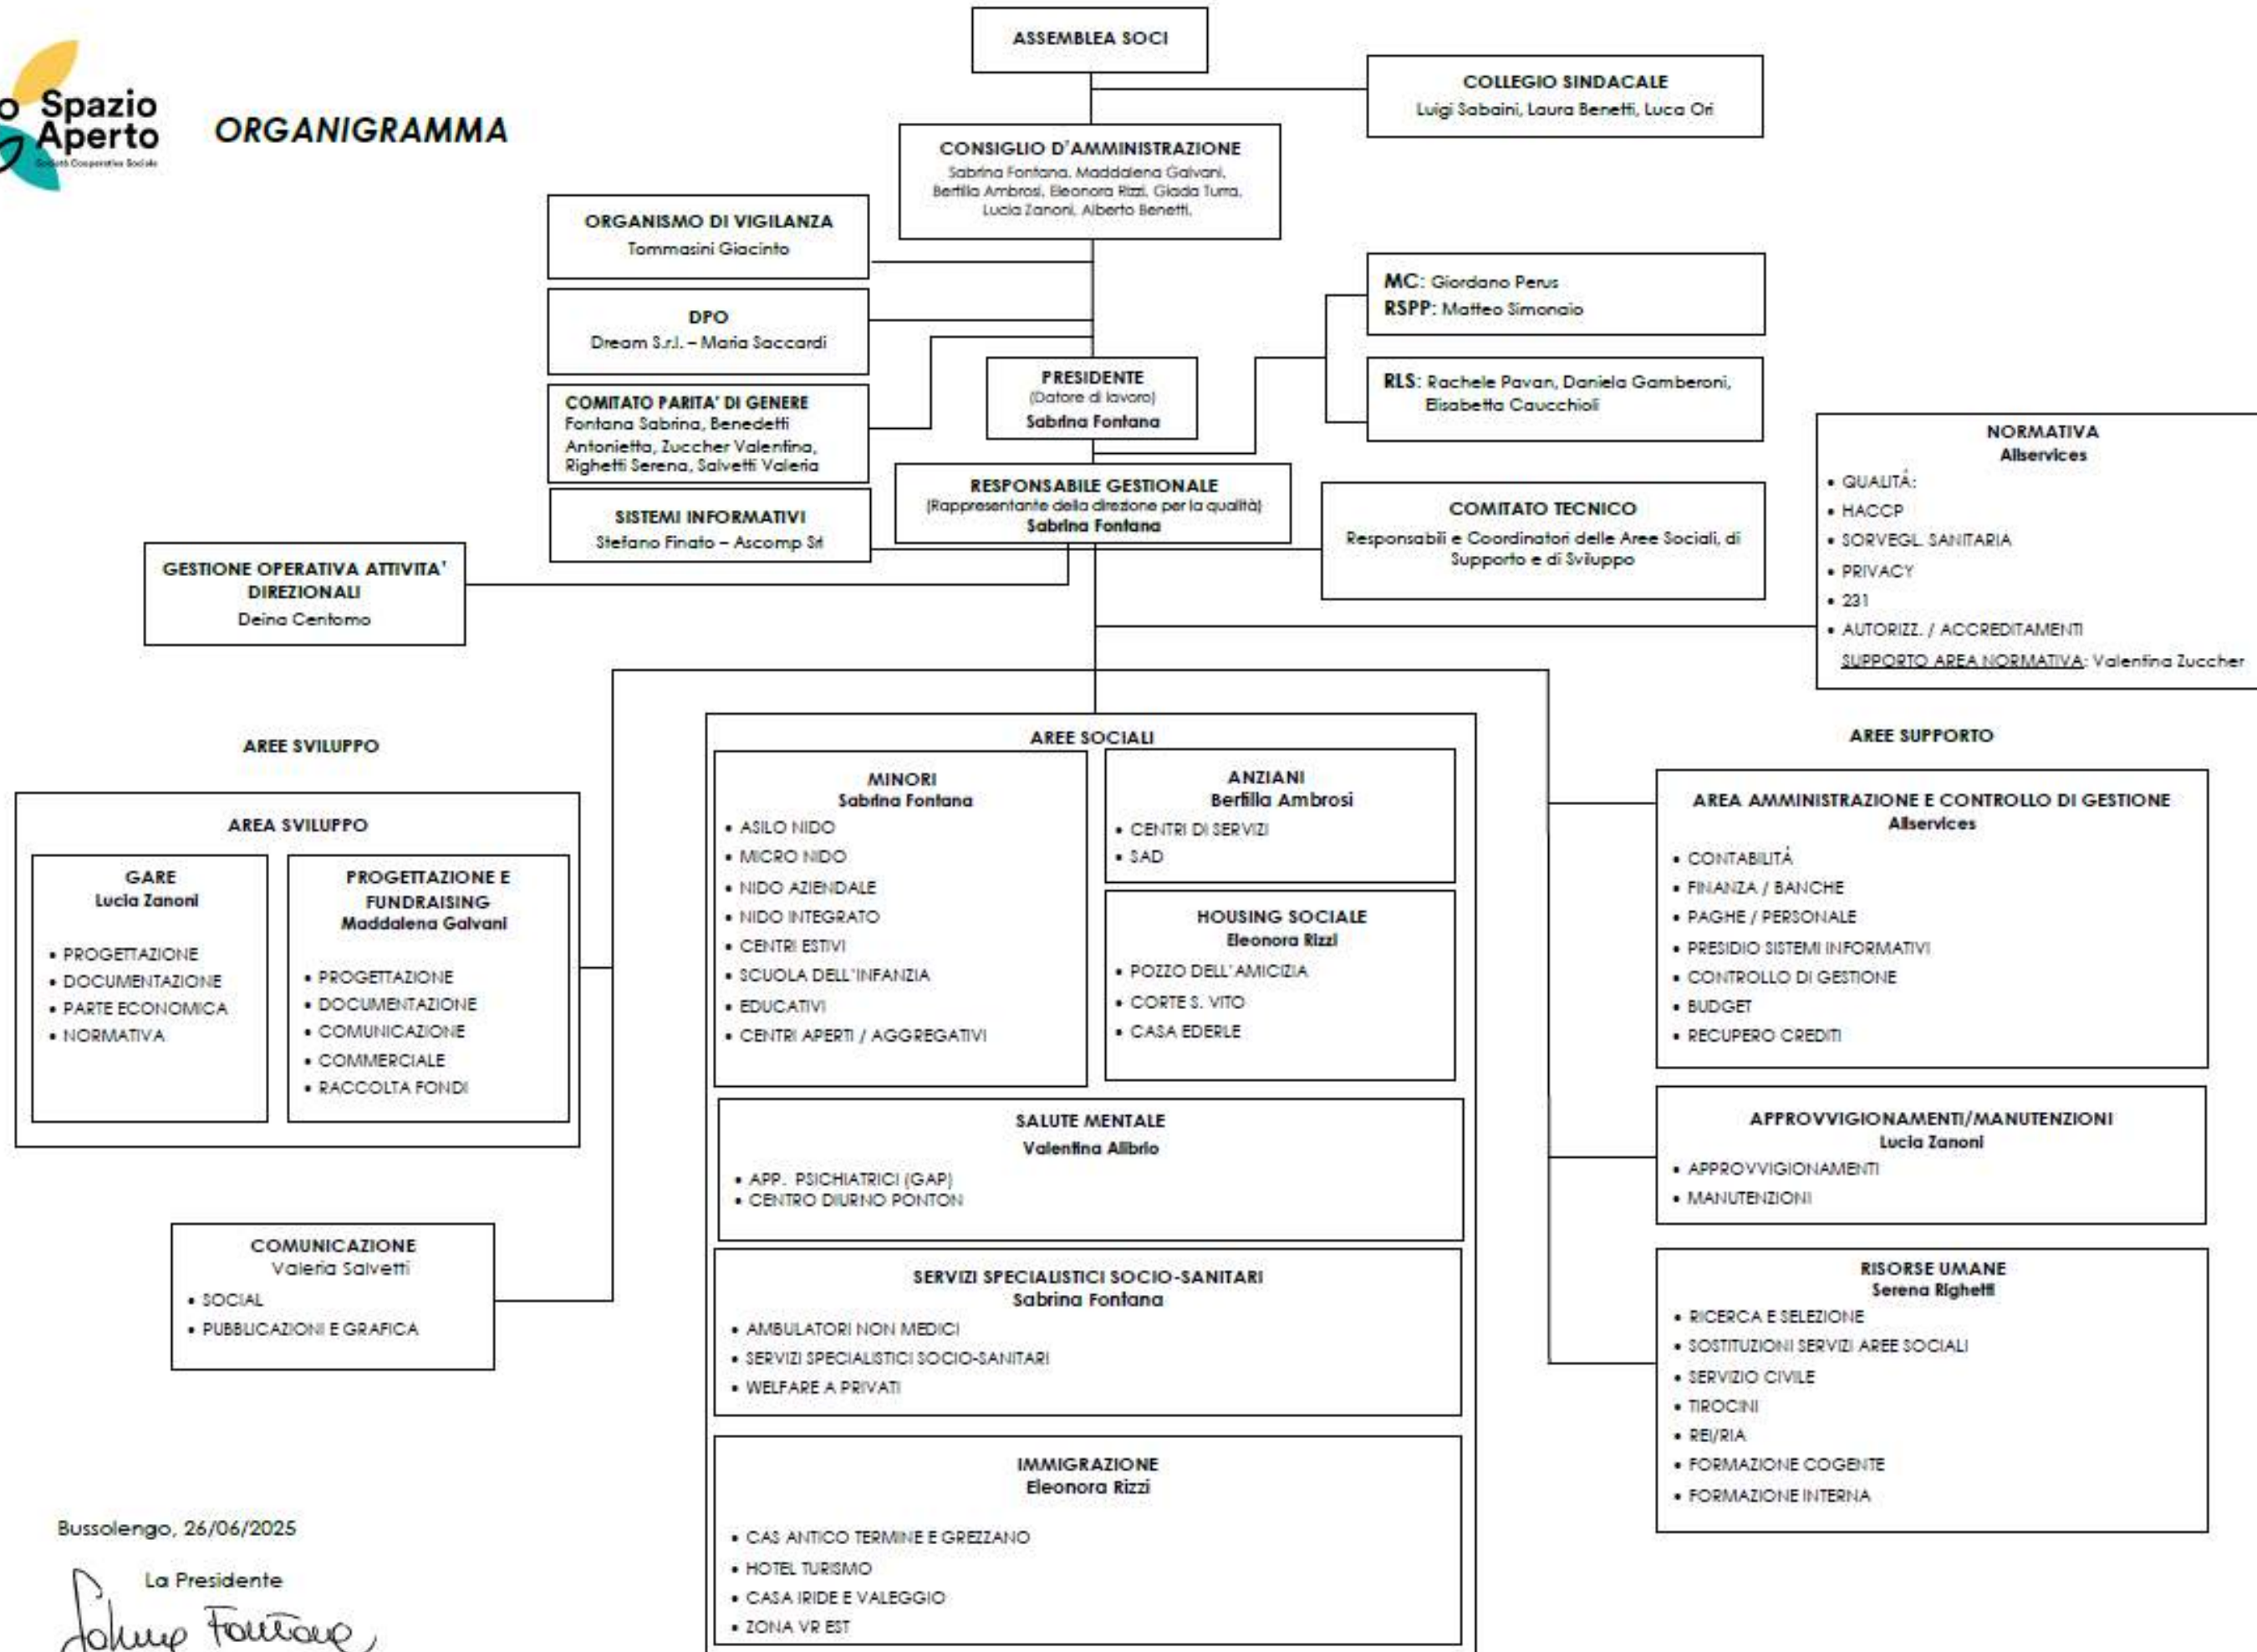 Spazio
Aperto
Società Cooperativa Sociale
ORGANIGRAMMA
ASSEMBLEA SOCI
COLLEGIO SINDACALE
Luigi Sabaini, Laura Benetti, Luca Ori
CONSIGLIO D'AMMINISTRAZIONE
Sabrina Fontana, Maddalena Galvani,
Bertilla Ambrosi, Eleonora Rizzi, Giada Turra,
Lucia Zanoni, Alberto Benetti,
ORGANISMO DI VIGILANZA
Tommasini Giacinto
DPO
Dream S.r.l. – Maria Saccardi
COMITATO PARITA' DI GENERE
Fontana Sabrina, Benedetti
Antonietta, Zuccher Valentina,
Righetti Serena, Salvetti Valeria
SISTEMI INFORMATIVI
Stefano Finato – Ascomp Srl
GESTIONE OPERATIVA ATTIVITA'
DIREZIONALI
Deina Centomo
PRESIDENTE
(Datore di lavoro)
Sabrina Fontana
MC: Giordano Perus
RSPP: Matteo Simonaio
RLS: Rachele Pavan, Daniela Gamberoni,
Elisabetta Caucchioli
RESPONSABILE GESTIONALE
(Rappresentante della direzione per la qualità)
Sabrina Fontana
COMITATO TECNICO
Responsabili e Coordinatori delle Aree Sociali, di
Supporto e di Sviluppo
NORMATIVA
Allservices
• QUALITÁ:
• HACCP
• SORVEGL. SANITARIA
• PRIVACY
• 231
• AUTORIZZ. / ACCREDITAMENTI
SUPPORTO AREA NORMATIVA: Valentina Zuccher
AREE SVILUPPO
AREA SVILUPPO
GARE
Lucia Zanoni
• PROGETTAZIONE
• DOCUMENTAZIONE
• PARTE ECONOMICA
• NORMATIVA
PROGETTAZIONE E
FUNDRAISING
Maddalena Galvani
• PROGETTAZIONE
• DOCUMENTAZIONE
• COMUNICAZIONE
• COMMERCIALE
• RACCOLTA FONDI
COMUNICAZIONE
Valeria Salvetti
• SOCIAL
• PUBBLICAZIONI E GRAFICA
AREE SOCIALI
MINORI
Sabrina Fontana
• ASILO NIDO
• MICRO NIDO
• NIDO AZIENDALE
• NIDO INTEGRATO
• CENTRI ESTIVI
• SCUOLA DELL'INFANZIA
• EDUCATIVI
• CENTRI APERTI / AGGREGATIVI
ANZIANI
Bertilla Ambrosi
• CENTRI DI SERVIZI
• SAD
HOUSING SOCIALE
Eleonora Rizzi
• POZZO DELL'AMICIZIA
• CORTE S. VITO
• CASA EDERLE
SALUTE MENTALE
Valentina Alibrio
• APP. PSICHIATRICI (GAP)
• CENTRO DIURNO PONTON
SERVIZI SPECIALISTICI SOCIO-SANITARI
Sabrina Fontana
• AMBULATORI NON MEDICI
• SERVIZI SPECIALISTICI SOCIO-SANITARI
• WELFARE A PRIVATI
IMMIGRAZIONE
Eleonora Rizzi
• CAS ANTICO TERMINE E GREZZANO
• HOTEL TURISMO
• CASA IRIDE E VALEGGIO
• ZONA VR EST
AREE SUPPORTO
AREA AMMINISTRAZIONE E CONTROLLO DI GESTIONE
Allservices
• CONTABILITÁ
• FINANZA / BANCHE
• PAGHE / PERSONALE
• PRESIDIO SISTEMI INFORMATIVI
• CONTROLLO DI GESTIONE
• BUDGET
• RECUPERO CREDITI
APPROVVIGIONAMENTI/MANUTENZIONI
Lucia Zanoni
• APPROVVIGIONAMENTI
• MANUTENZIONI
RISORSE UMANE
Serena Righetti
• RICERCA E SELEZIONE
• SOSTITUZIONI SERVIZI AREE SOCIALI
• SERVIZIO CIVILE
• TIROCINI
• REI/RIA
• FORMAZIONE COGENTE
• FORMAZIONE INTERNA
Bussolengo, 26/06/2025
La Presidente
Fontana